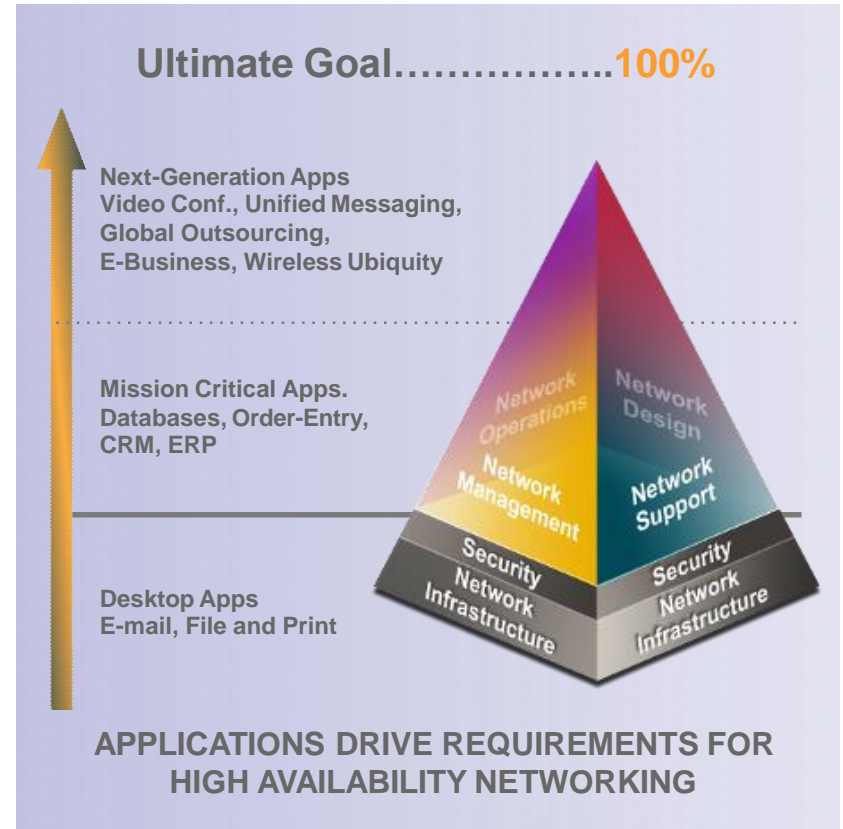 Ultimate Goal……………..100%
Next-Generation Apps
Video Conf., Unified Messaging,
Global Outsourcing,
E-Business, Wireless Ubiquity
Mission Critical Apps.
Databases, Order-Entry,
CRM, ERP
Desktop Apps
E-mail, File and Print
Network
Operations
Network
Management
Security
Network
Infrastructure
Network
Design
Network
Support
Security
Network
Infrastructure
APPLICATIONS DRIVE REQUIREMENTS FOR
HIGH AVAILABILITY NETWORKING